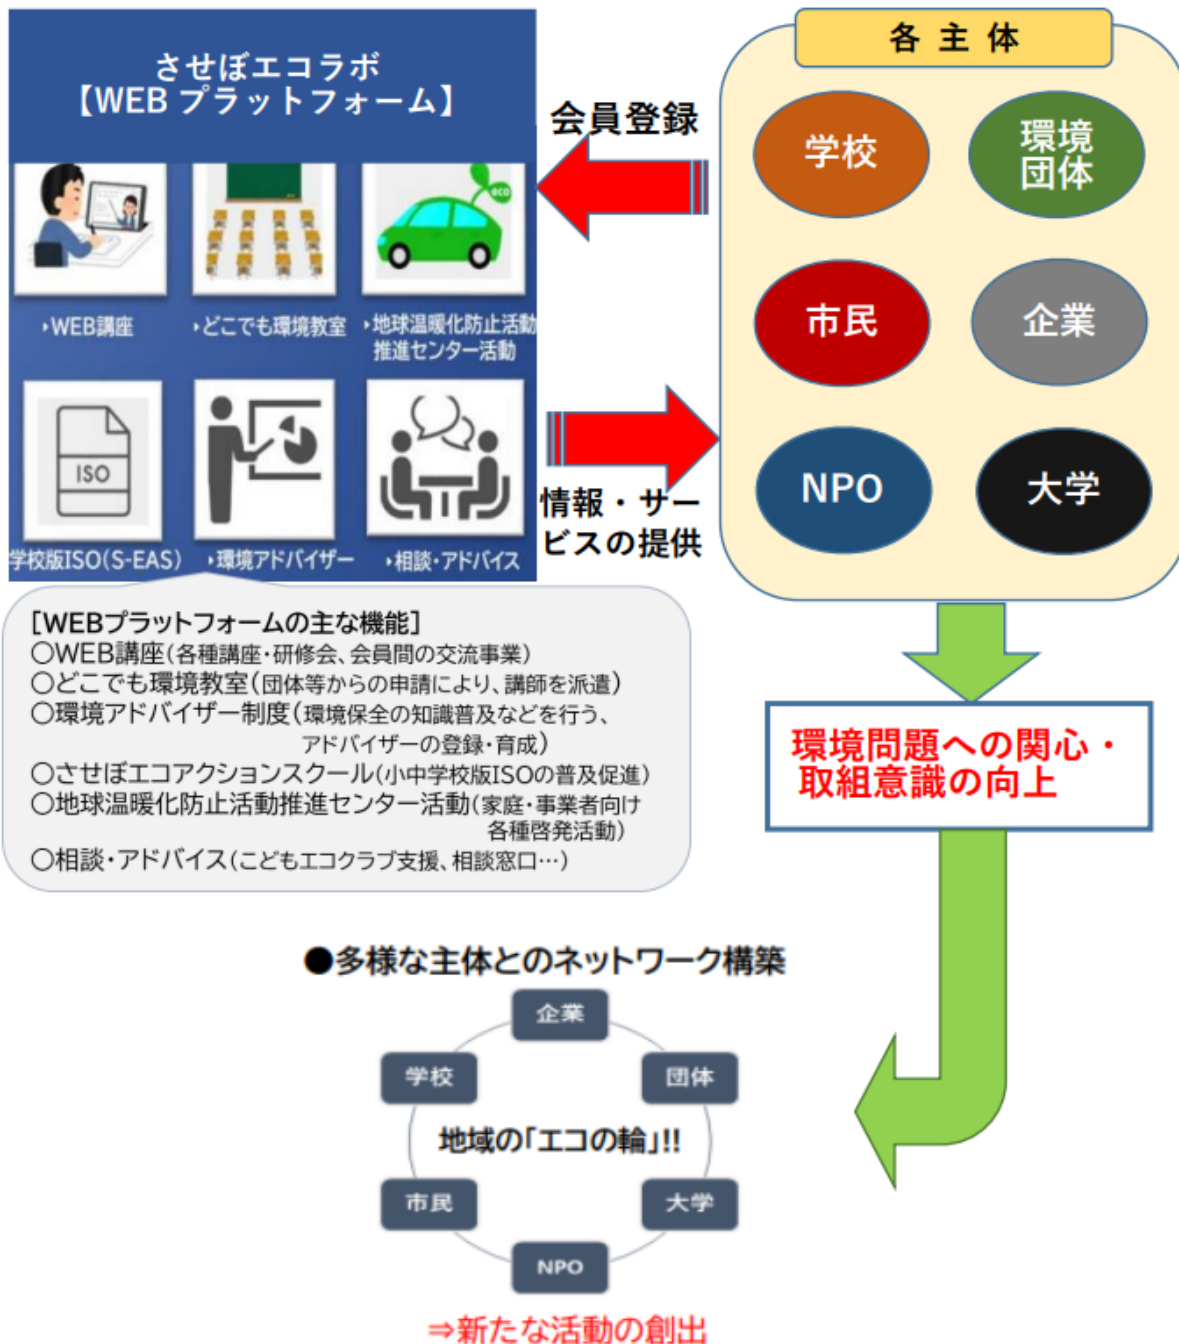 させぼエコラボ
【WEB プラットフォーム】
eco
▸WEB講座
▸どこでも環境教室
▸地球温暖化防止活動
推進センター活動
ISO
学校版ISO(S-EAS)
▸環境アドバイザー
▸相談・アドバイス
会員登録
情報・サー
ビスの提供
各 主 体
学校
環境
団体
市民
企業
NPO
大学
[WEBプラットフォームの主な機能]
○WEB講座(各種講座・研修会、会員間の交流事業)
○どこでも環境教室(団体等からの申請により、講師を派遣)
○環境アドバイザー制度(環境保全の知識普及などを行う、
アドバイザーの登録・育成)
○させぼエコアクションスクール(小中学校版ISOの普及促進)
○地球温暖化防止活動推進センター活動(家庭・事業者向け
各種啓発活動)
○相談・アドバイス(こどもエコクラブ支援、相談窓口…)
環境問題への関心・
取組意識の向上
●多様な主体とのネットワーク構築
企業
学校
団体
地域の「エコの輪」!!
市民
大学
NPO
⇒新たな活動の創出